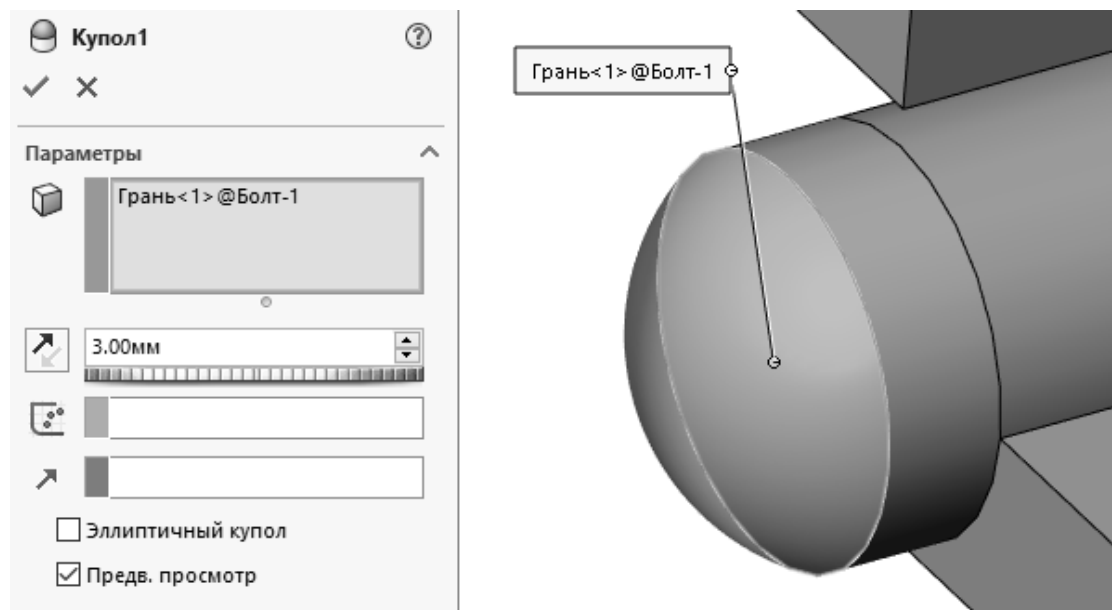 Купол1
Параметры
Грань<1>@Болт-1
3.00мм
Эллиптичный купол
Предв. просмотр
Грань<1>@Болт-1